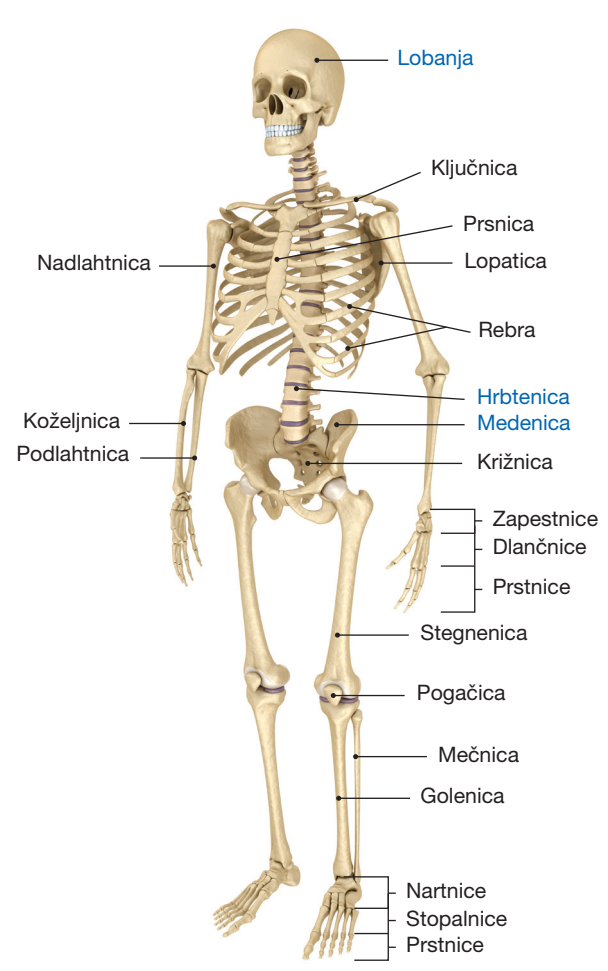 Lobanja
Ključnica
Prsnica
Nadlahtnica
Lopatica
Rebra
Hrbtenica
Koželjnica
Medenica
Podlahtnica
Križnica
Zapestnice
Dlančnice
Prstnice
Stegnenica
Pogačica
Mečnica
Golenica
Nartnice
Stopalnice
Prstnice